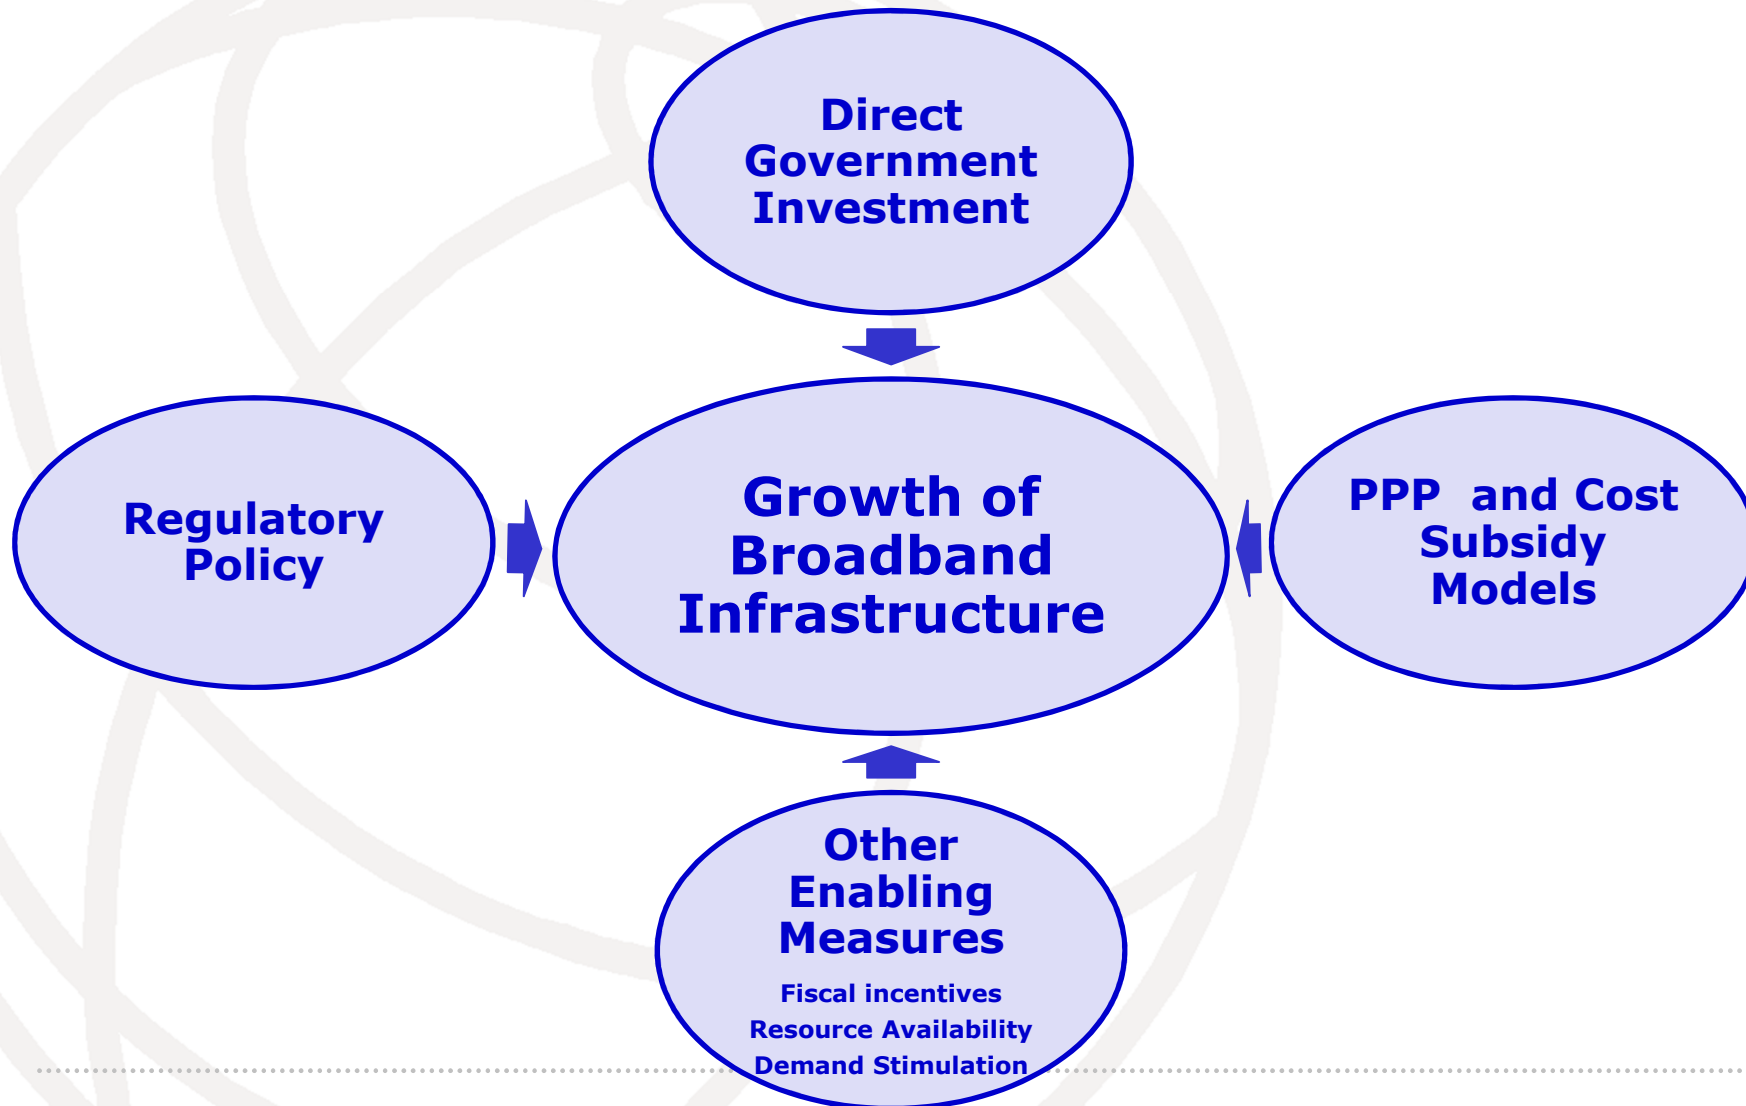 Direct
Government
Investment
Regulatory
Policy
Growth of
Broadband
Infrastructure
PPP  and Cost
Subsidy
Models
Other
Enabling
Measures
Fiscal incentives
Resource Availability
Demand Stimulation